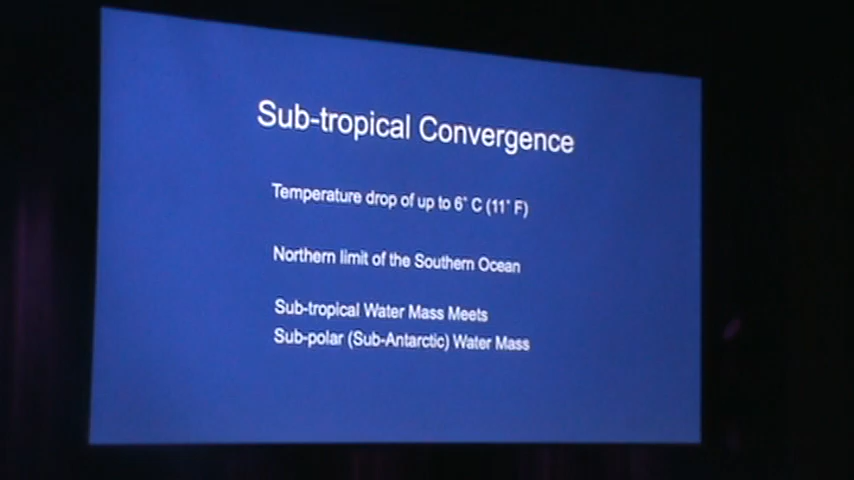 Sub-tropical Convergence
Temperature drop of up to 6° C (11° F)
Northern limit of the Southern Ocean
Sub-tropical Water Mass Meets
Sub-polar (Sub-Antarctic) Water Mass